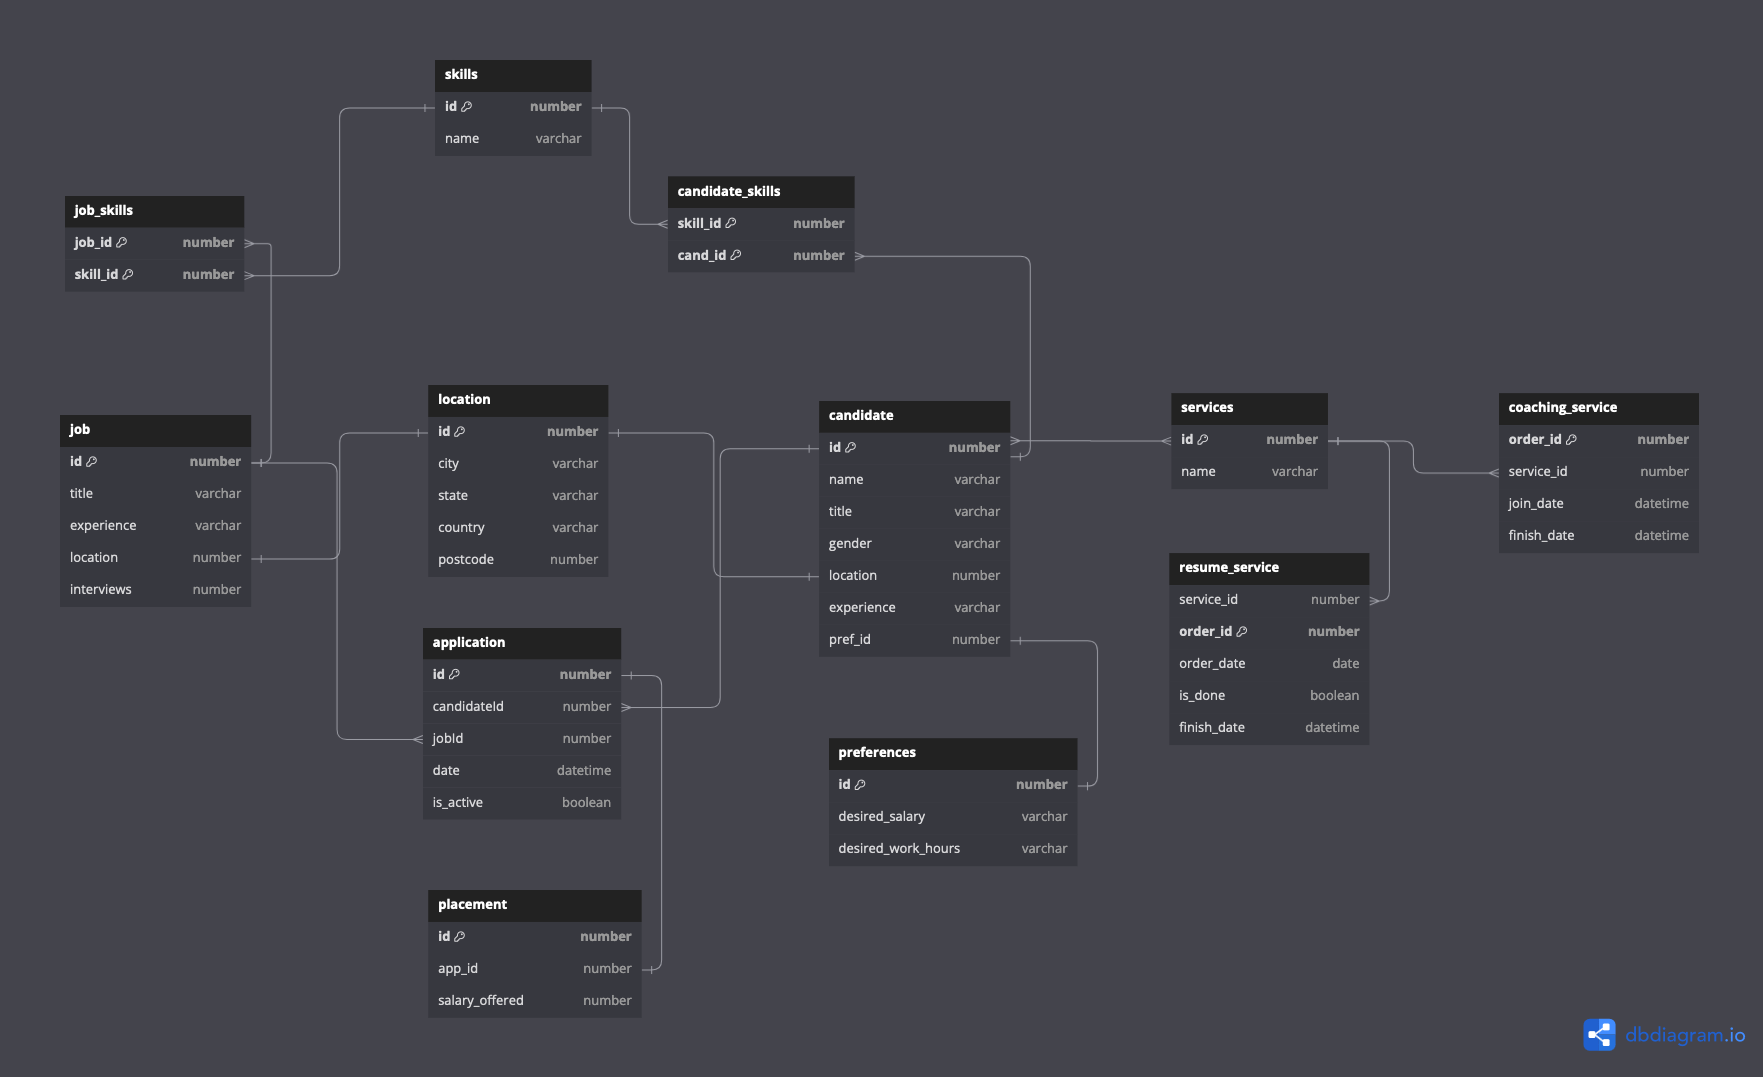 skills
id number
name varchar
candidate_skills
skill_id number
cand_id number
job_skills
job_id number
skill_id number
job
id number
title varchar
experience varchar
location number
interviews number
location
id number
city varchar
state varchar
country varchar
postcode number
candidate
id number
name varchar
title varchar
gender varchar
location number
experience varchar
pref_id number
services
id number
name varchar
coaching_service
order_id number
service_id number
join_date datetime
finish_date datetime
resume_service
service_id number
order_id number
order_date date
is_done boolean
finish_date datetime
application
id number
candidateId number
jobId number
date datetime
is_active boolean
preferences
id number
desired_salary varchar
desired_work_hours varchar
placement
id number
app_id number
salary_offered number
dbdiagram.io